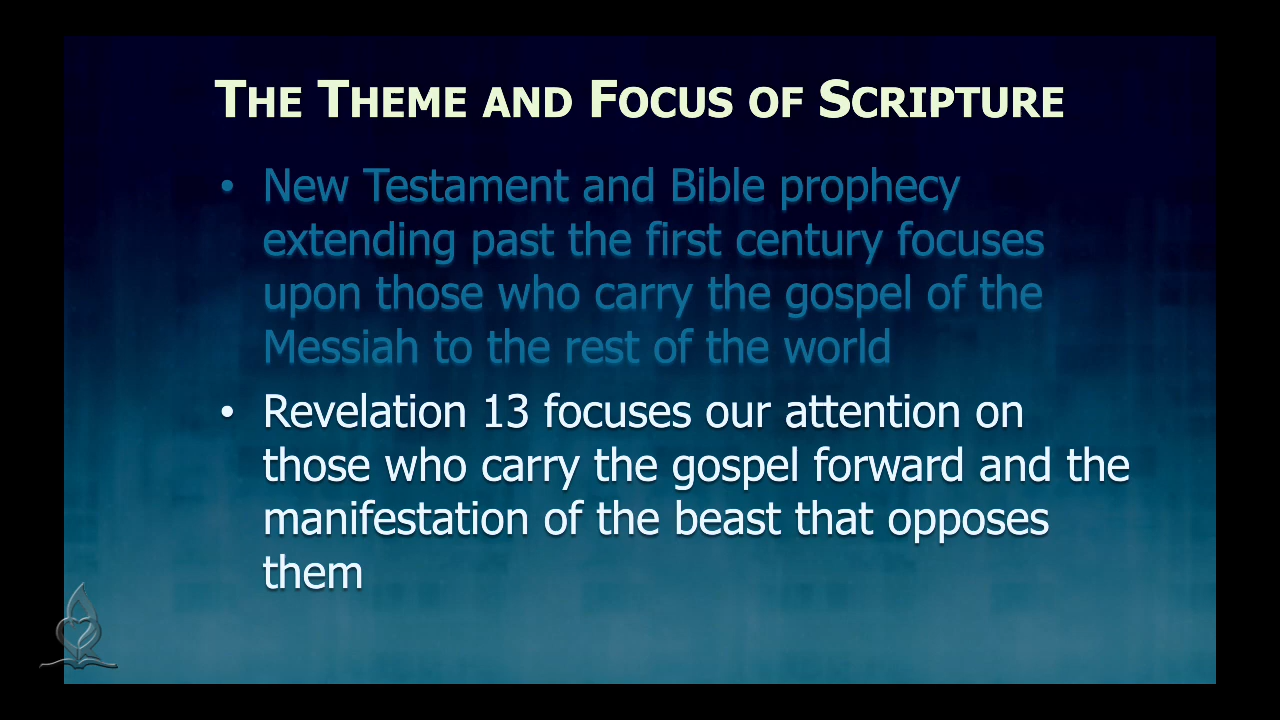 THE THEME AND FOCUS OF SCRIPTURE
• New Testament and Bible prophecy
extending past the first century focuses
upon those who carry the gospel of the
Messiah to the rest of the world
• Revelation 13 focuses our attention on
those who carry the gospel forward and the
manifestation of the beast that opposes
them